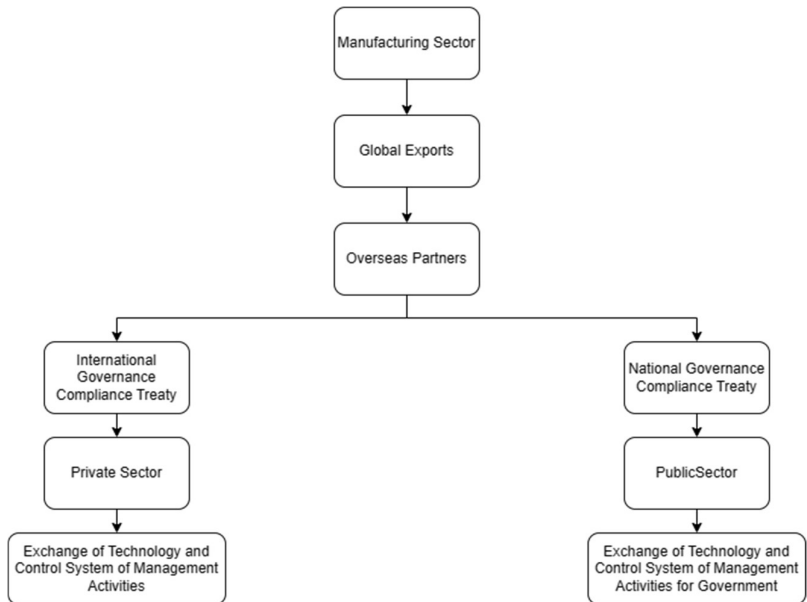 Manufacturing Sector
Global Exports
Overseas Partners
International
Governance
Compliance Treaty
National Governance
Compliance Treaty
Private Sector
PublicSector
Exchange of Technology and
Control System of Management
Activities
Exchange of Technology and
Control System of Management
Activities for Government